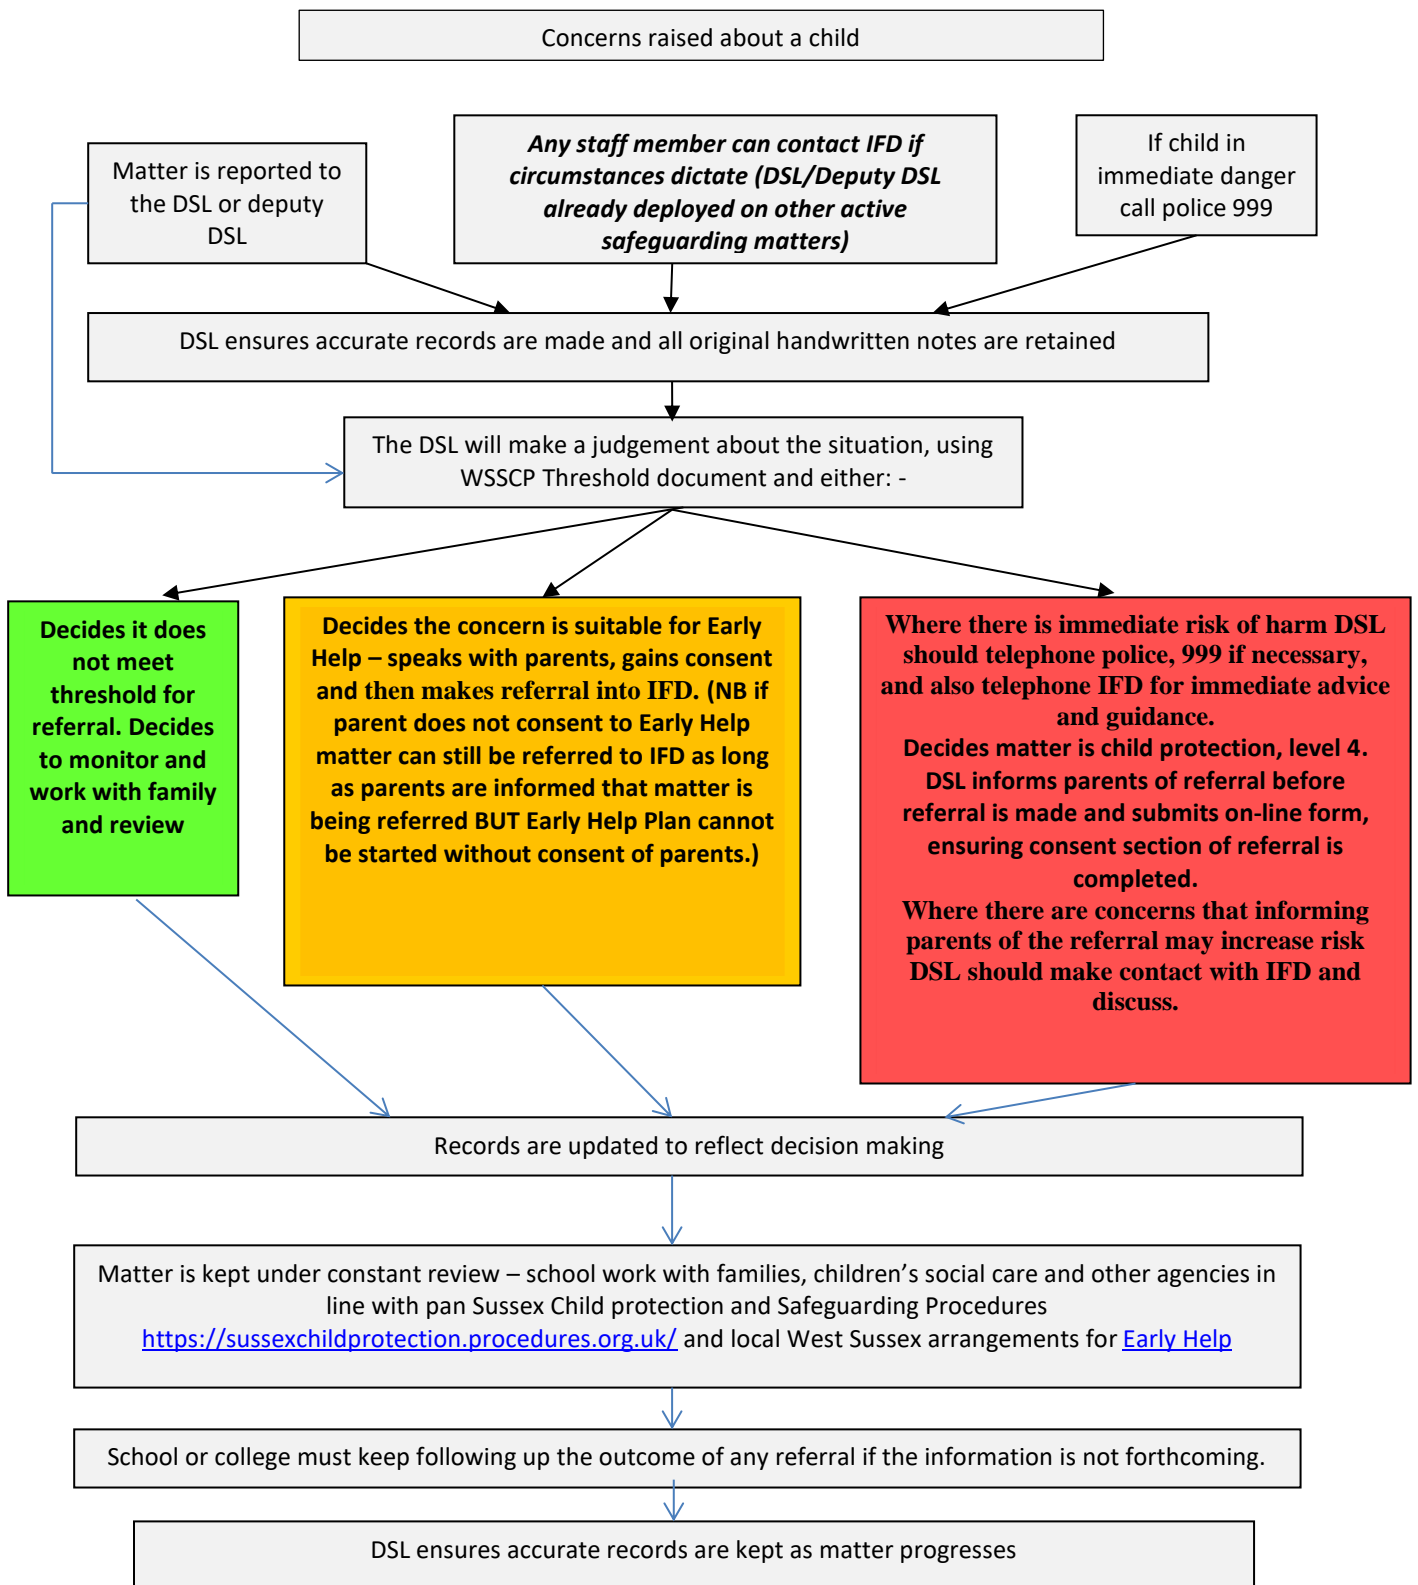 Concerns raised about a child
Matter is reported to
the DSL or deputy
DSL
Any staff member can contact IFD if
circumstances dictate (DSL/Deputy DSL
already deployed on other active
safeguarding matters)
If child in
immediate danger
call police 999
DSL ensures accurate records are made and all original handwritten notes are retained
The DSL will make a judgement about the situation, using
WSSCP Threshold document and either: -
Decides it does
not meet
threshold for
referral. Decides
to monitor and
work with family
and review
Decides the concern is suitable for Early
Help – speaks with parents, gains consent
and then makes referral into IFD. (NB if
parent does not consent to Early Help
matter can still be referred to IFD as long
as parents are informed that matter is
being referred BUT Early Help Plan cannot
be started without consent of parents.)
Where there is immediate risk of harm DSL
should telephone police, 999 if necessary,
and also telephone IFD for immediate advice
and guidance.
Decides matter is child protection, level 4.
DSL informs parents of referral before
referral is made and submits on-line form,
ensuring consent section of referral is
completed.
Where there are concerns that informing
parents of the referral may increase risk
DSL should make contact with IFD and
discuss.
Records are updated to reflect decision making
Matter is kept under constant review – school work with families, children’s social care and other agencies in
line with pan Sussex Child protection and Safeguarding Procedures
https://sussexchildprotection.procedures.org.uk/ and local West Sussex arrangements for Early Help
School or college must keep following up the outcome of any referral if the information is not forthcoming.
DSL ensures accurate records are kept as matter progresses